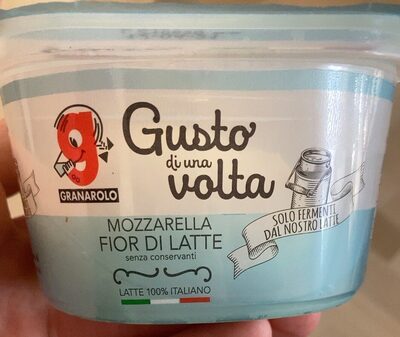 g
GRANAROLO
Gusto
di una
volta
MOZZARELLA
FIOR DI LATTE
senza conservanti
LATTE 100% ITALIANO
SOLO FERMENTI
DAL NOSTRO LATTE